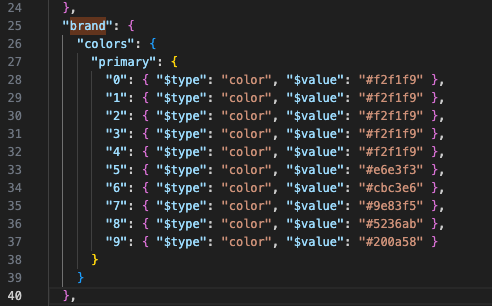 24 },
25 "brand": {
26 "colors": {
27 "primary": {
28 "0": { "$type": "color", "$value": "#f2f1f9" },
29 "1": { "$type": "color", "$value": "#f2f1f9" },
30 "2": { "$type": "color", "$value": "#f2f1f9" },
31 "3": { "$type": "color", "$value": "#f2f1f9" },
32 "4": { "$type": "color", "$value": "#f2f1f9" },
33 "5": { "$type": "color", "$value": "#e6e3f3" },
34 "6": { "$type": "color", "$value": "#cbc3e6" },
35 "7": { "$type": "color", "$value": "#9e83f5" },
36 "8": { "$type": "color", "$value": "#5236ab" },
37 "9": { "$type": "color", "$value": "#200a58" }
38 }
39 }
40 },